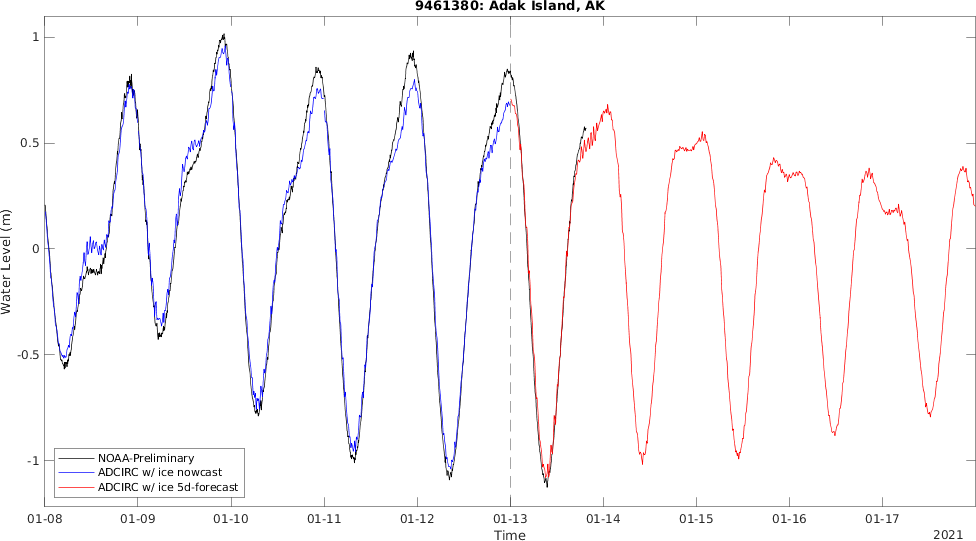 9461380: Adak Island, AK
Water Level (m)
1
0.5
0
-0.5
-1
NOAA-Preliminary
ADCIRC w/ ice nowcast
ADCIRC w/ ice 5d-forecast
01-08 01-09 01-10 01-11 01-12 01-13 01-14 01-15 01-16 01-17
Time
2021